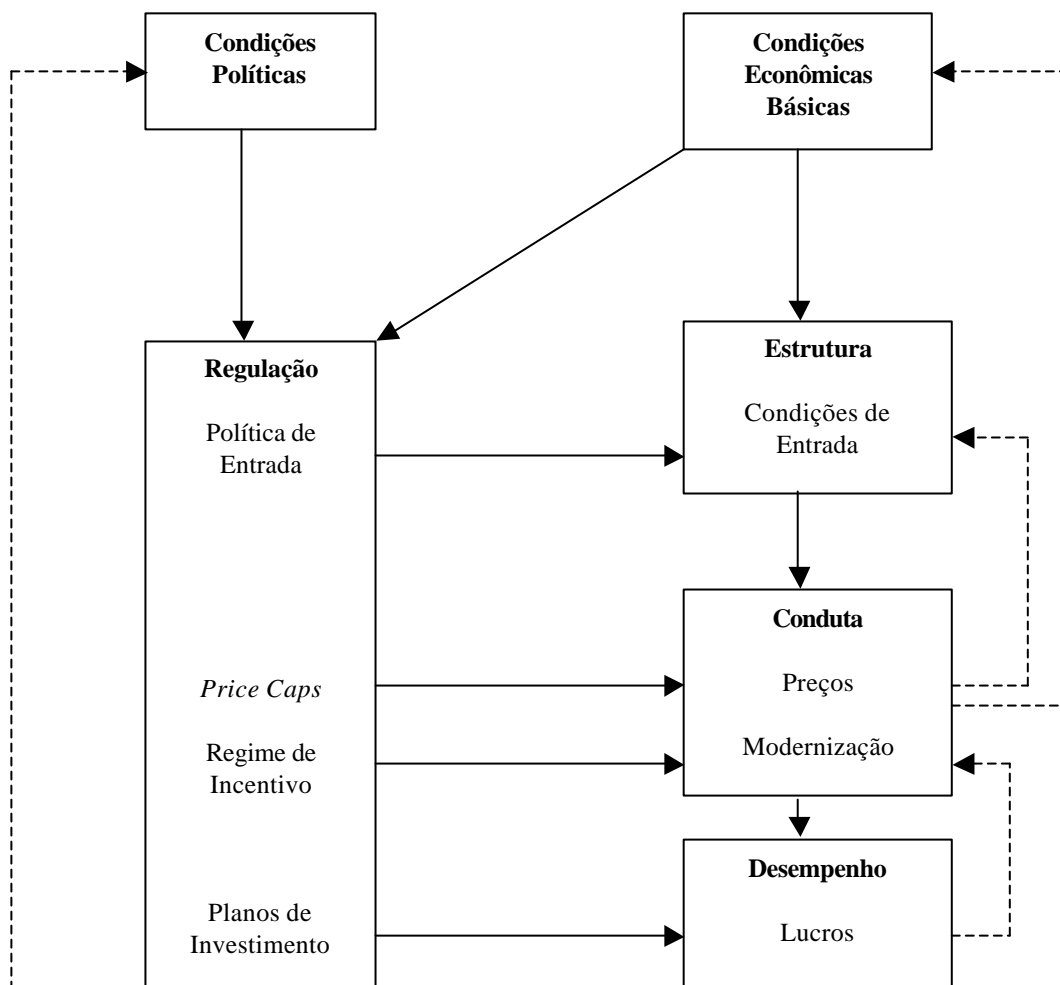 Condições
Políticas
Condições
Econômicas
Básicas
Regulação
Política de
Entrada
Price Caps
Regime de
Incentivo
Planos de
Investimento
Estrutura
Condições de
Entrada
Conduta
Preços
Modernização
Desempenho
Lucros